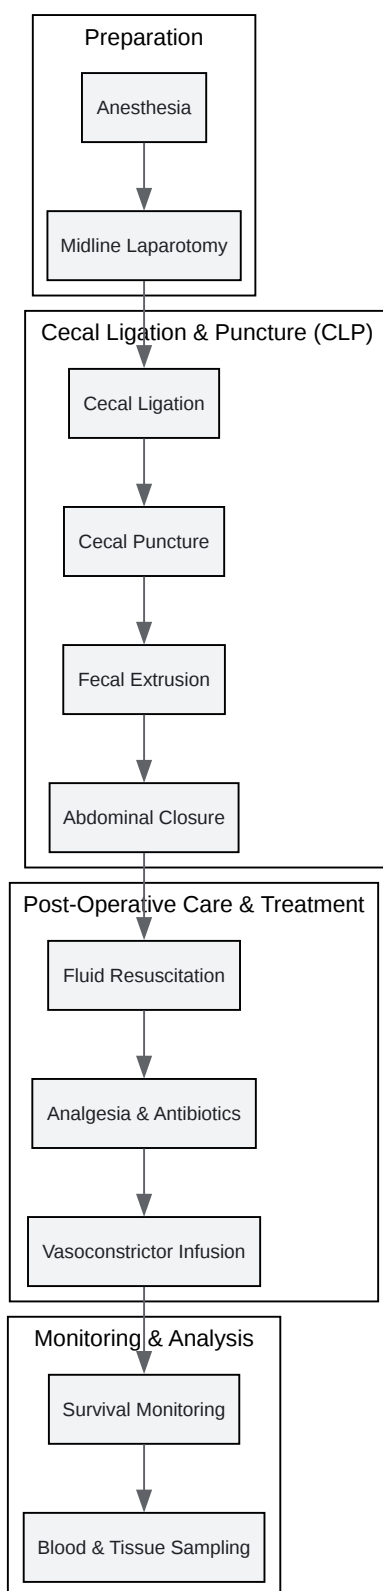 Preparation
Anesthesia
Midline Laparotomy
Cecal Ligation & Puncture (CLP)
Cecal Ligation
Cecal Puncture
Fecal Extrusion
Abdominal Closure
Post-Operative Care & Treatment
Fluid Resuscitation
Analgesia & Antibiotics
Vasoconstrictor Infusion
Monitoring & Analysis
Survival Monitoring
Blood & Tissue Sampling